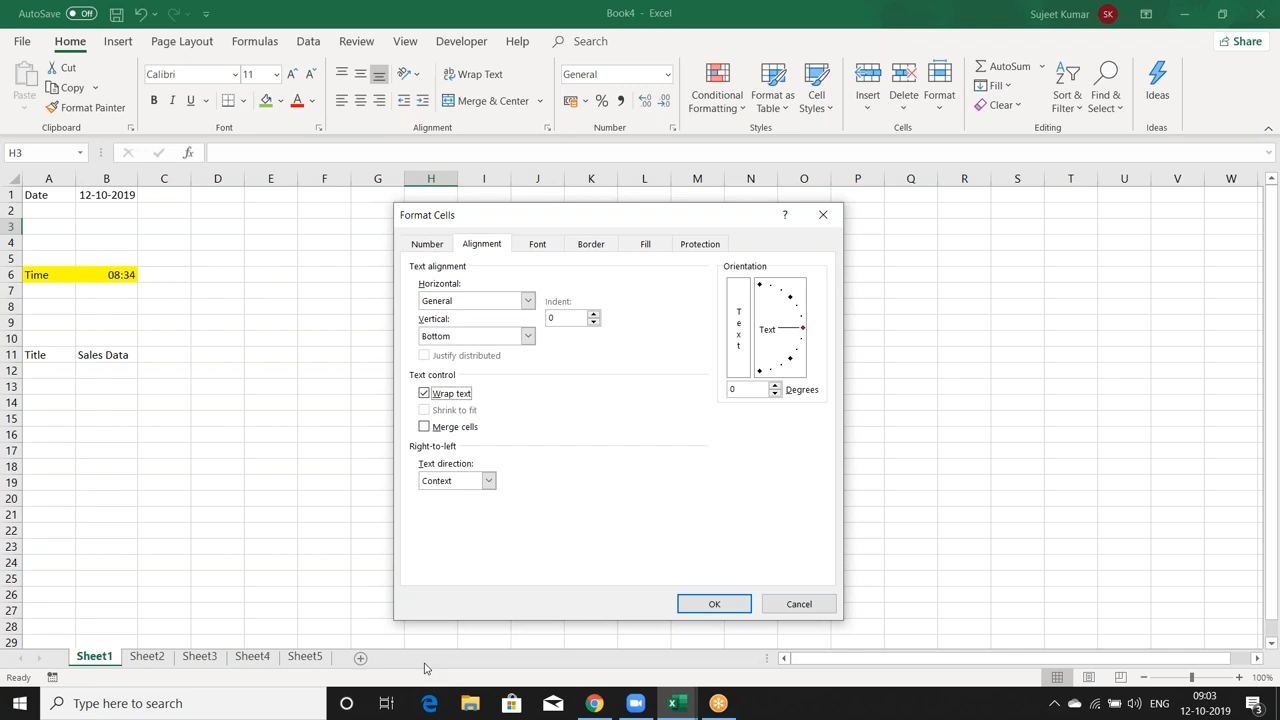 AutoSave Off Book4 - Excel Sujeet Kumar SK
File Home Insert Page Layout Formulas Data Review View Developer Help Search Share
Paste Cut Copy Format Painter
Calibri 11
B I U
A A
Wrap Text
Merge & Center
General
%
Conditional Formatting
Format as Table
Cell Styles
Insert Delete Format
AutoSum
Fill
Clear
Sort & Filter
Find & Select
Ideas
Clipboard Font Alignment Number Styles Cells Editing Ideas
H3 fx
A B C D E F G H I J K L M N O P Q R S T U V W
1 Date 12-10-2019
2
3
4
5
6 Time 08:34
7
8
9
10
11 Title Sales Data
12
13
14
15
16
17
18
19
20
21
22
23
24
25
26
27
28
29
Format Cells ?
Number Alignment Font Border Fill Protection
Text alignment
Horizontal:
General
Indent:
0
Vertical:
Bottom
Justify distributed
Text control
Wrap text
Shrink to fit
Merge cells
Right-to-left
Text direction:
Context
Orientation
Text
Text
0 Degrees
OK Cancel
Sheet1 Sheet2 Sheet3 Sheet4 Sheet5
Ready 100%
Type here to search
ENG
09:03
12-10-2019
3